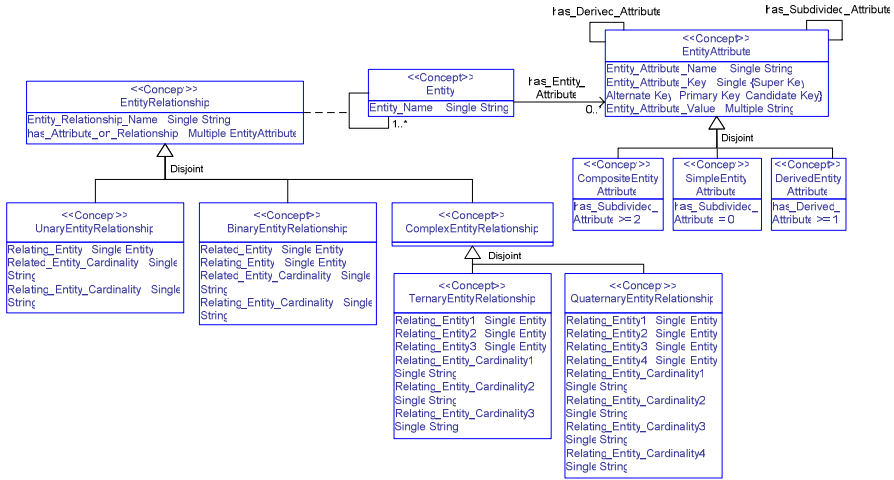 has_Derived_Attribute
has_Subdivided_Attribute
<<Concept>>
EntityAttribute
Entity_Attribute_Name Single String
Entity_Attribute_Key Single {Super Key
Alternate Key Primary Key Candidate Key}
Entity_Attribute_Value Multiple String
has_Entity_
Attribute
0..*
<<Concept>>
Entity
Entity_Name Single String
1..*
<<Concept>>
EntityRelationship
Entity_Relationship_Name Single String
has_Attribute_on_Relationship Multiple EntityAttribute
Disjoint
Disjoint
<<Concept>>
CompositeEntity
Attribute
has_Subdivided_
Attribute >= 2
<<Concept>>
SimpleEntity
Attribute
has_Subdivided_
Attribute = 0
<<Concept>>
DerivedEntity
Attribute
has_Derived_
Attribute >= 1
<<Concept>>
UnaryEntityRelationship
Relating_Entity Single Entity
Related_Entity_Cardinality Single
String
Relating_Entity_Cardinality Single
String
<<Concept>>
BinaryEntityRelationship
Related_Entity Single Entity
Relating_Entity Single Entity
Related_Entity_Cardinality Single
String
Relating_Entity_Cardinality Single
String
<<Concept>>
ComplexEntityRelationship
Disjoint
<<Concept>>
TernaryEntityRelationship
Relating_Entity1 Single Entity
Relating_Entity2 Single Entity
Relating_Entity3 Single Entity
Relating_Entity_Cardinality1
Single String
Relating_Entity_Cardinality2
Single String
Relating_Entity_Cardinality3
Single String
<<Concept>>
QuaternaryEntityRelationship
Relating_Entity1 Single Entity
Relating_Entity2 Single Entity
Relating_Entity3 Single Entity
Relating_Entity4 Single Entity
Relating_Entity_Cardinality1
Single String
Relating_Entity_Cardinality2
Single String
Relating_Entity_Cardinality3
Single String
Relating_Entity_Cardinality4
Single String